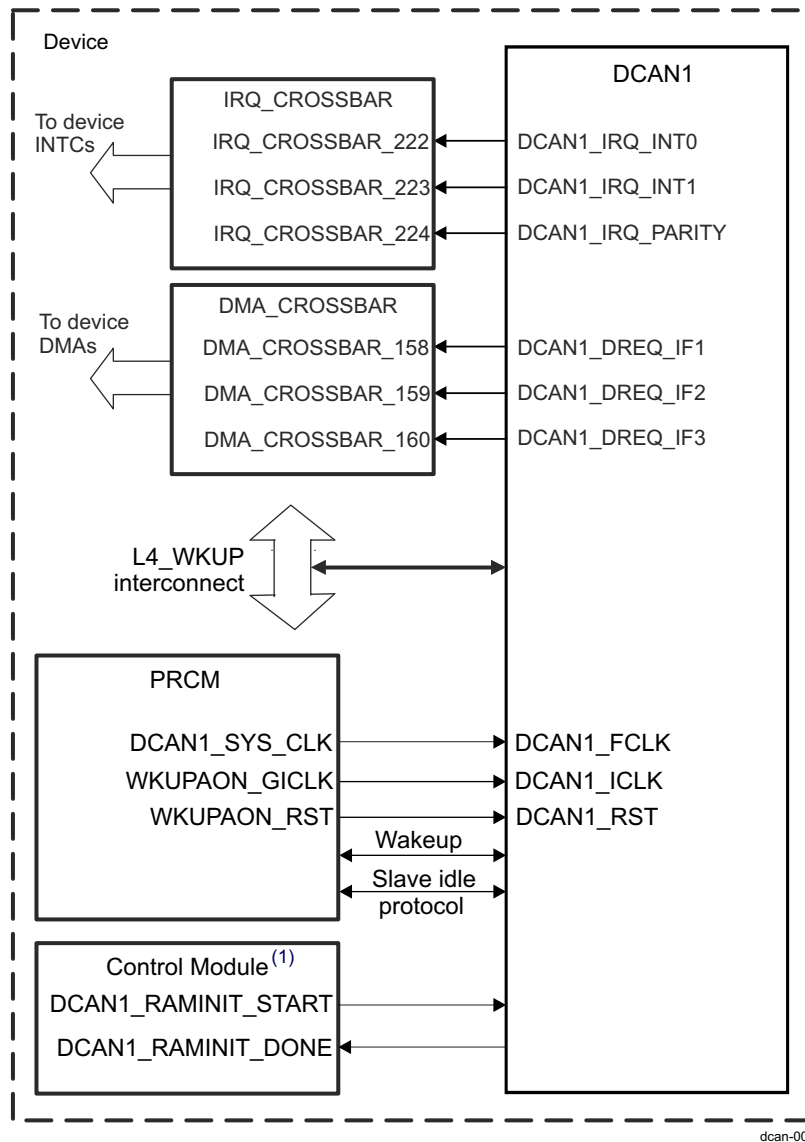 Device
DCAN1
IRQ_CROSSBAR
To device
INTCs
IRQ_CROSSBAR_222
DCAN1_IRQ_INT0
IRQ_CROSSBAR_223
DCAN1_IRQ_INT1
IRQ_CROSSBAR_224
DCAN1_IRQ_PARITY
DMA_CROSSBAR
To device
DMAs
DMA_CROSSBAR_158
DCAN1_DREQ_IF1
DMA_CROSSBAR_159
DCAN1_DREQ_IF2
DMA_CROSSBAR_160
DCAN1_DREQ_IF3
L4_WKUP
interconnect
PRCM
DCAN1_SYS_CLK
DCAN1_FCLK
WKUPAON_GICLK
DCAN1_ICLK
WKUPAON_RST
DCAN1_RST
Wakeup
Slave idle
protocol
Control Module(1)
DCAN1_RAMINIT_START
DCAN1_RAMINIT_DONE
dcan-00